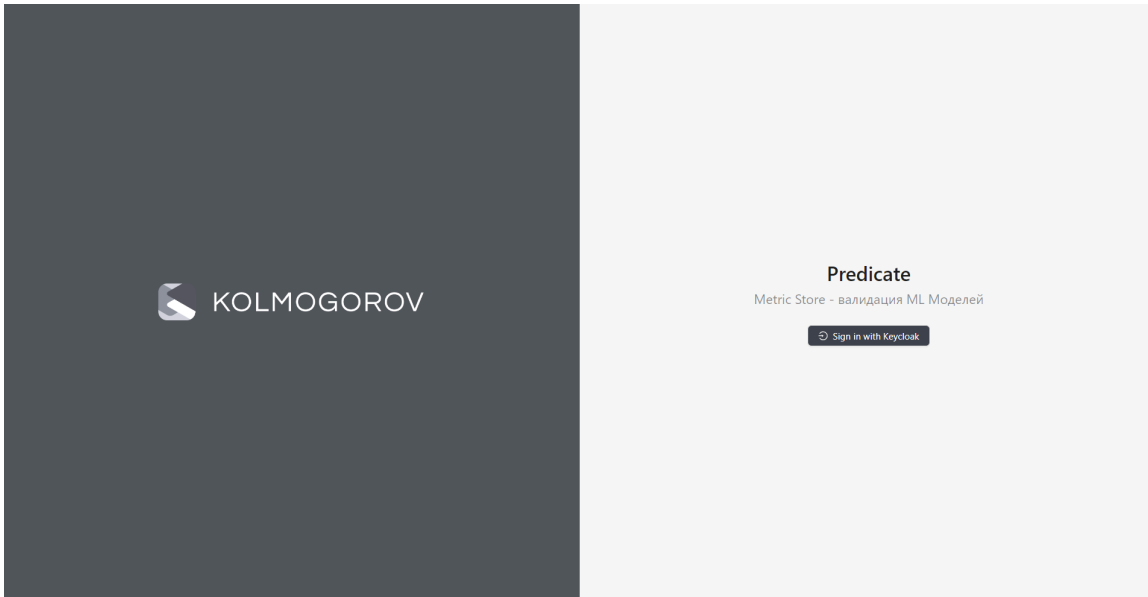 KOLMOGOROV
Predicate
Metric Store - валидация ML Моделей
Sign in with Keycloak